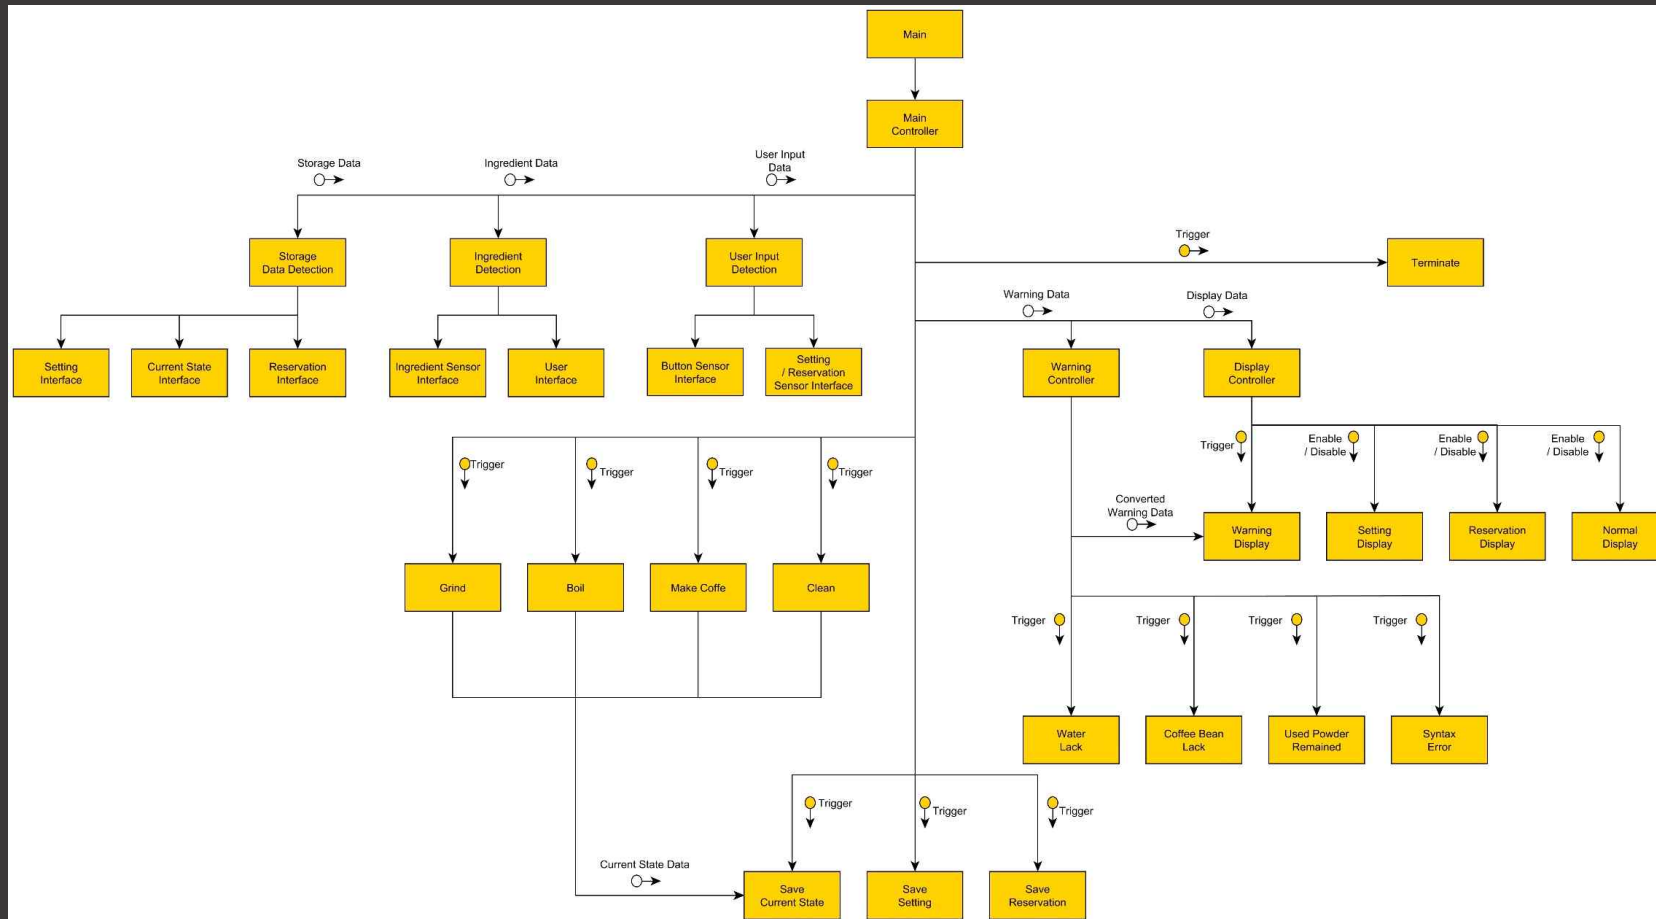 Main
Main
Controller
Storage Data
Ingredient Data
User Input
Data
Storage
Data Detection
Ingredient
Detection
User Input
Detection
Trigger
Terminate
Warning Data
Display Data
Setting
Interface
Current State
Interface
Reservation
Interface
Ingredient Sensor
Interface
User
Interface
Button Sensor
Interface
Setting
/ Reservation
Sensor Interface
Warning
Controller
Display
Controller
Trigger
Enable
/ Disable
Enable
/ Disable
Enable
/ Disable
Trigger
Trigger
Trigger
Trigger
Converted
Warning Data
Warning
Display
Setting
Display
Reservation
Display
Normal
Display
Grind
Boil
Make Coffe
Clean
Trigger
Trigger
Trigger
Trigger
Water
Lack
Coffee Bean
Lack
Used Powder
Remained
Syntax
Error
Trigger
Trigger
Trigger
Current State Data
Save
Current State
Save
Setting
Save
Reservation